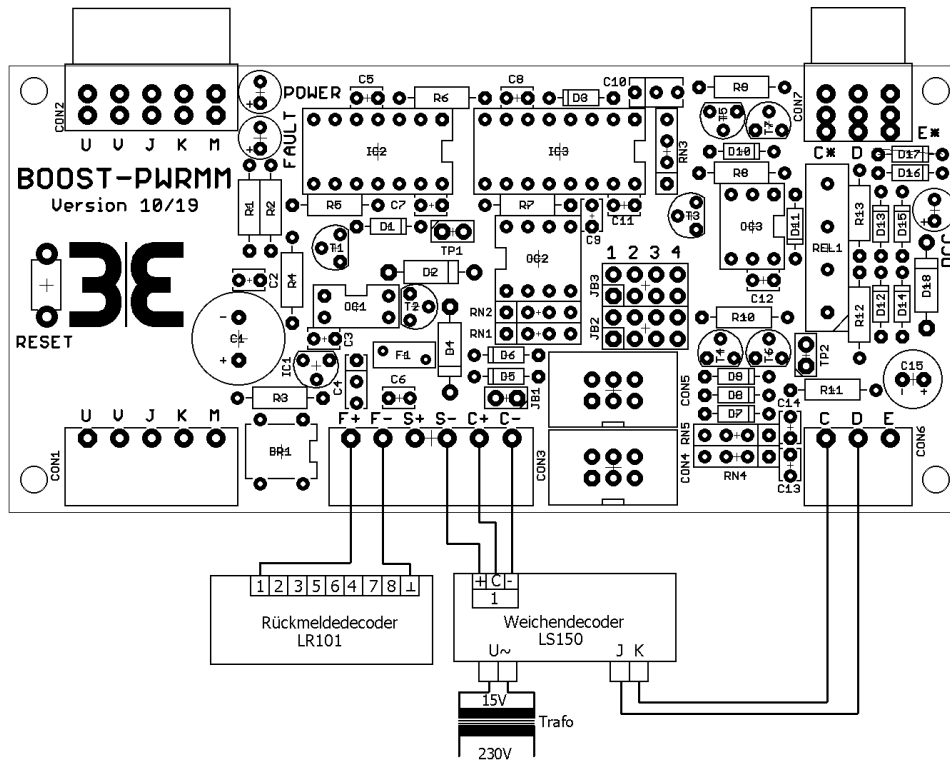 CON2
U V J K M
POWER
FAULT
BOOST-PWRMM
Version 10/19
RESET
C5
R6
C8
D3
C10
IC2
IC3
RN3
R9
T5
T7
D10
R8
CON7
C* D E*
D17
D16
R1
R2
R5
C7
D1
TP1
R7
C9
C11
T3
OC3
D11
REL1
R13
D13
D15
DCC
T1
R4
C2
D2
OC2
1 2 3 4
JB3
JB2
C12
R12
D12
D14
D18
C1
OC1
T2
RN2
RN1
R10
C3
IC1
F1
D4
D6
D5
T4
T6
TP2
C15
R3
C4
C6
JB1
CON5
D9
D8
D7
R11
C14
U V J K M
F+ F- S+ S- C+ C-
RN5
RN4
C13
C D E
CON1
BR1
CON3
CON4
CON6
1 2 3 5 6 4 7 8 ⊥
Rückmeldedecoder
LR101
+ C -
1
Weichendecoder
LS150
U~
J K
15V
Trafo
230V